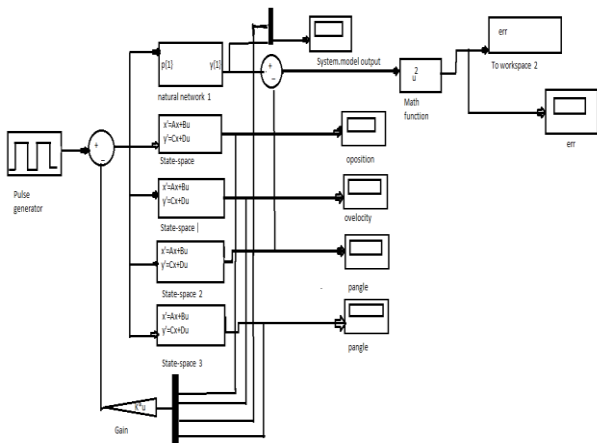 err
To workspace 2
p[1]
y[1]
natural network 1
System.model output
+
−
2
u
Math
function
err
x'=Ax+Bu
y'=Cx+Du
State-space
oposition
+
−
Pulse
generator
x'=Ax+Bu
y'=Cx+Du
State-space |
ovelocity
x'=Ax+Bu
y'=Cx+Du
State-space 2
pangle
x'=Ax+Bu
y'=Cx+Du
State-space 3
pangle
K*u
Gain